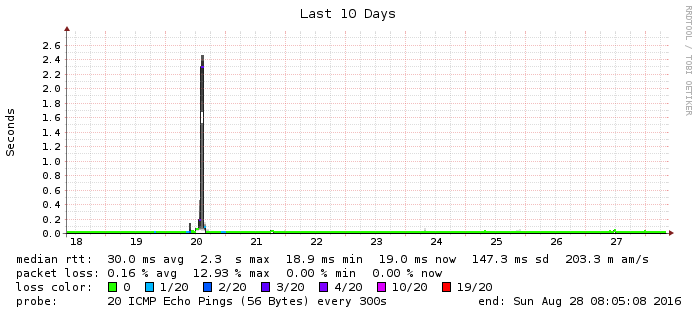 Last 10 Days
RRDTOOL / TOBI OETIKER
Seconds
2.6
2.4
2.2
2.0
1.8
1.6
1.4
1.2
1.0
0.8
0.6
0.4
0.2
0.0
18 19 20 21 22 23 24 25 26 27
median rtt: 30.0 ms avg 2.3 s max 18.9 ms min 19.0 ms now 147.3 ms sd 203.3 m am/s
packet loss: 0.16 % avg 12.93 % max 0.00 % min 0.00 % now
loss color: 0 1/20 2/20 3/20 4/20 10/20 19/20
probe: 20 ICMP Echo Pings (56 Bytes) every 300s end: Sun Aug 28 08:05:08 2016